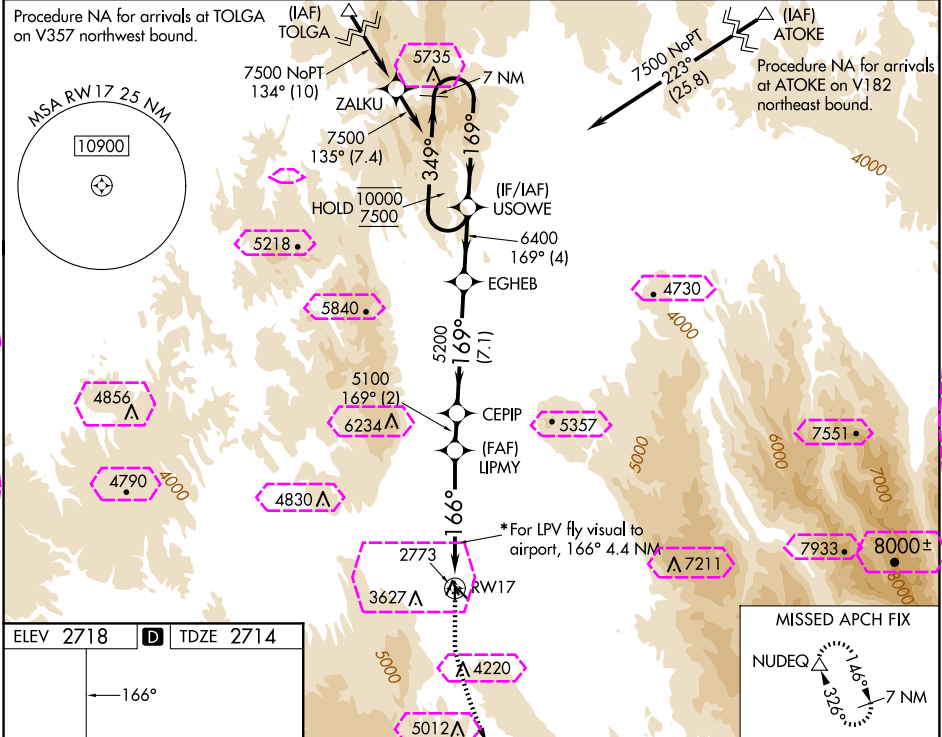 Procedure NA for arrivals at TOLGA
on V357 northwest bound.
(IAF)
TOLGA
(IAF)
ATOKE
7500 NoPT
134° (10)
5735
7 NM
7500 NoPT
223°
(25.8)
Procedure NA for arrivals
at ATOKE on V182
northeast bound.
MSA RW 17 25 NM
10900
ZALKU
7500
135° (7.4)
349°
169°
4000
HOLD
10000
7500
(IF/IAF)
USOWE
5218
6400
169° (4)
EGHEB
4730
4000
5840
5200
169°
(7.1)
5100
169° (2)
4856
6234
CEPIP
5357
7551
5000
6000
(FAF)
LIPMY
4790
4000
4830
7000
166°
*For LPV fly visual to
airport, 166° 4.4 NM
2773
7211
7933
8000±
3627
RW17
8000
ELEV 2718
D
TDZE 2714
MISSED APCH FIX
5000
4220
NUDEQ
146°
7 NM
326°
166°
5012